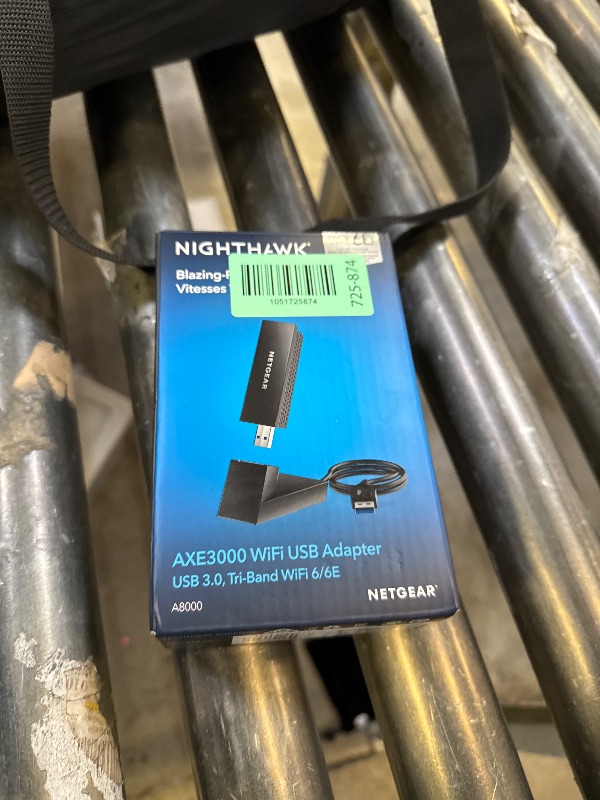 NIGHTHAWK
Blazing-
Vitesses
1051725874
725-874
NETGEAR
AXE3000 WiFi USB Adapter
USB 3.0, Tri-Band WiFi 6/6E
A8000
NETGEAR